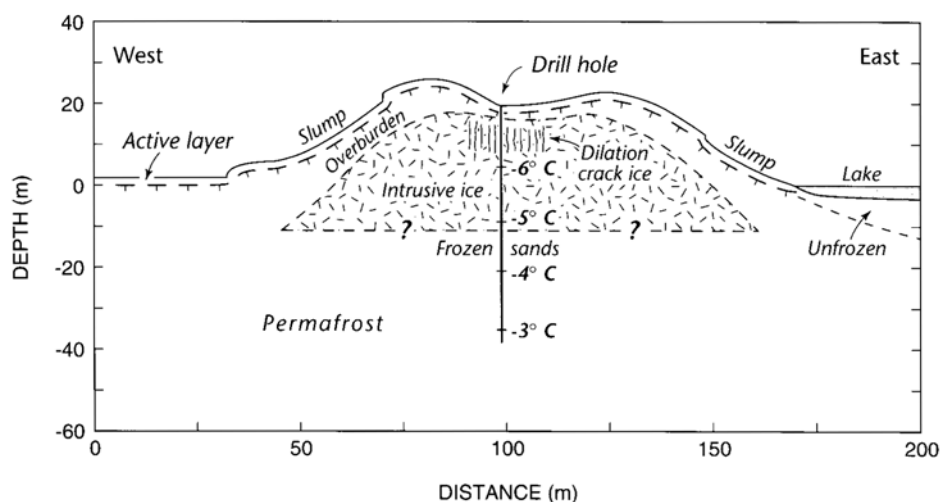 West
East
Drill hole
Slump
Active layer
Overburden
Slump
Dilation
crack ice
Intrusive ice
Lake
Unfrozen
-6° C
-5° C
?
?
Frozen sands
-4° C
-3° C
Permafrost
DEPTH (m)
40
20
0
-20
-40
-60
0
50
100
150
200
DISTANCE (m)